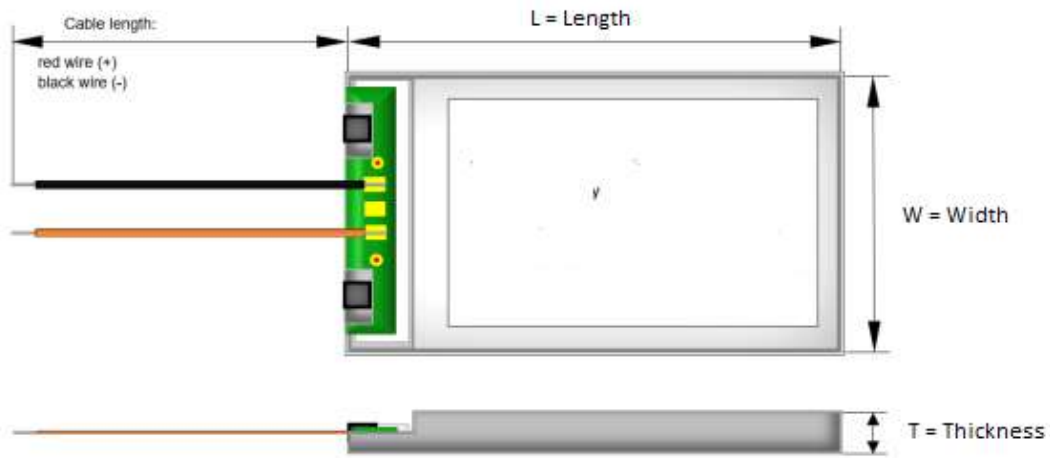 Cable length:
L = Length
red wire (+)
black wire (-)
y
W = Width
T = Thickness